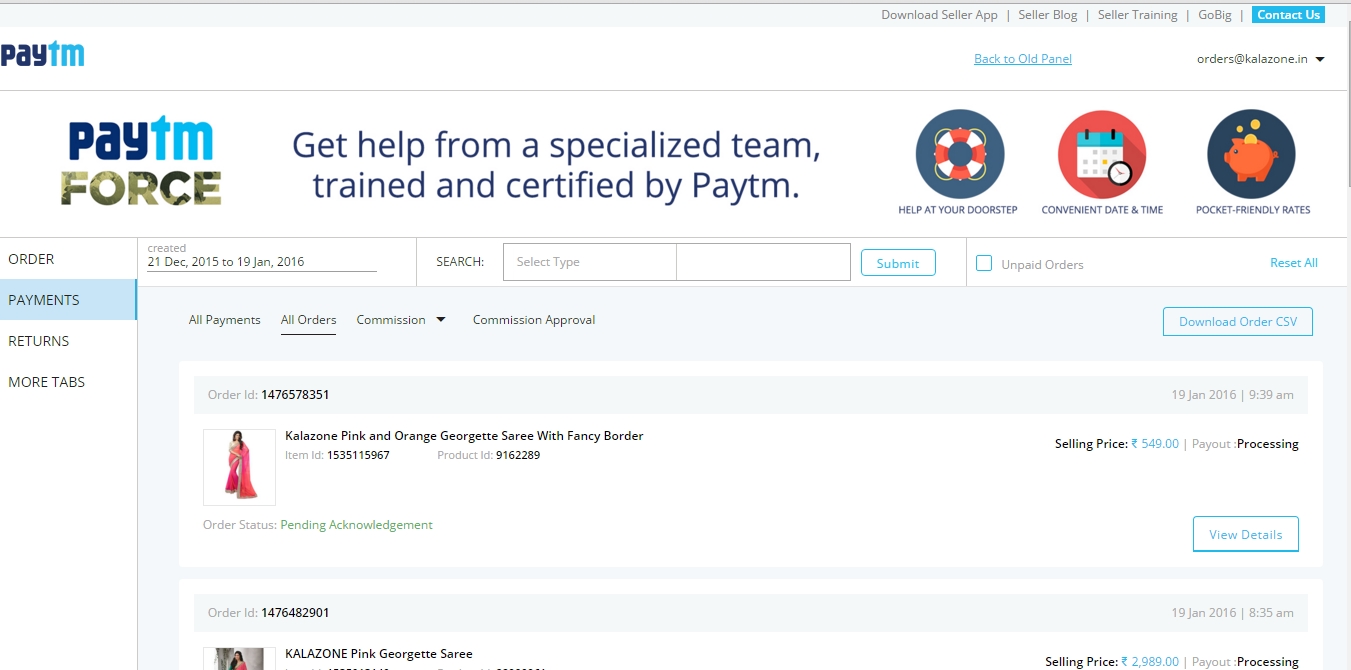 Download Seller App | Seller Blog | Seller Training | GoBig | Contact Us
paytm
Back to Old Panel
orders@kalazone.in
paytm
FORCE
Get help from a specialized team,
trained and certified by Paytm.
HELP AT YOUR DOORSTEP
CONVENIENT DATE & TIME
POCKET-FRIENDLY RATES
ORDER
PAYMENTS
RETURNS
MORE TABS
created
21 Dec, 2015 to 19 Jan, 2016
SEARCH:
Select Type
Submit
Unpaid Orders
Reset All
All Payments
All Orders
Commission
Commission Approval
Download Order CSV
Order Id: 1476578351
19 Jan 2016 | 9:39 am
Kalazone Pink and Orange Georgette Saree With Fancy Border
Item Id: 1535115967 Product Id: 9162289
Selling Price: ₹ 549.00 | Payout :Processing
Order Status: Pending Acknowledgement
View Details
Order Id: 1476482901
19 Jan 2016 | 8:35 am
KALAZONE Pink Georgette Saree
Selling Price: ₹ 2,989.00 | Payout :Processing